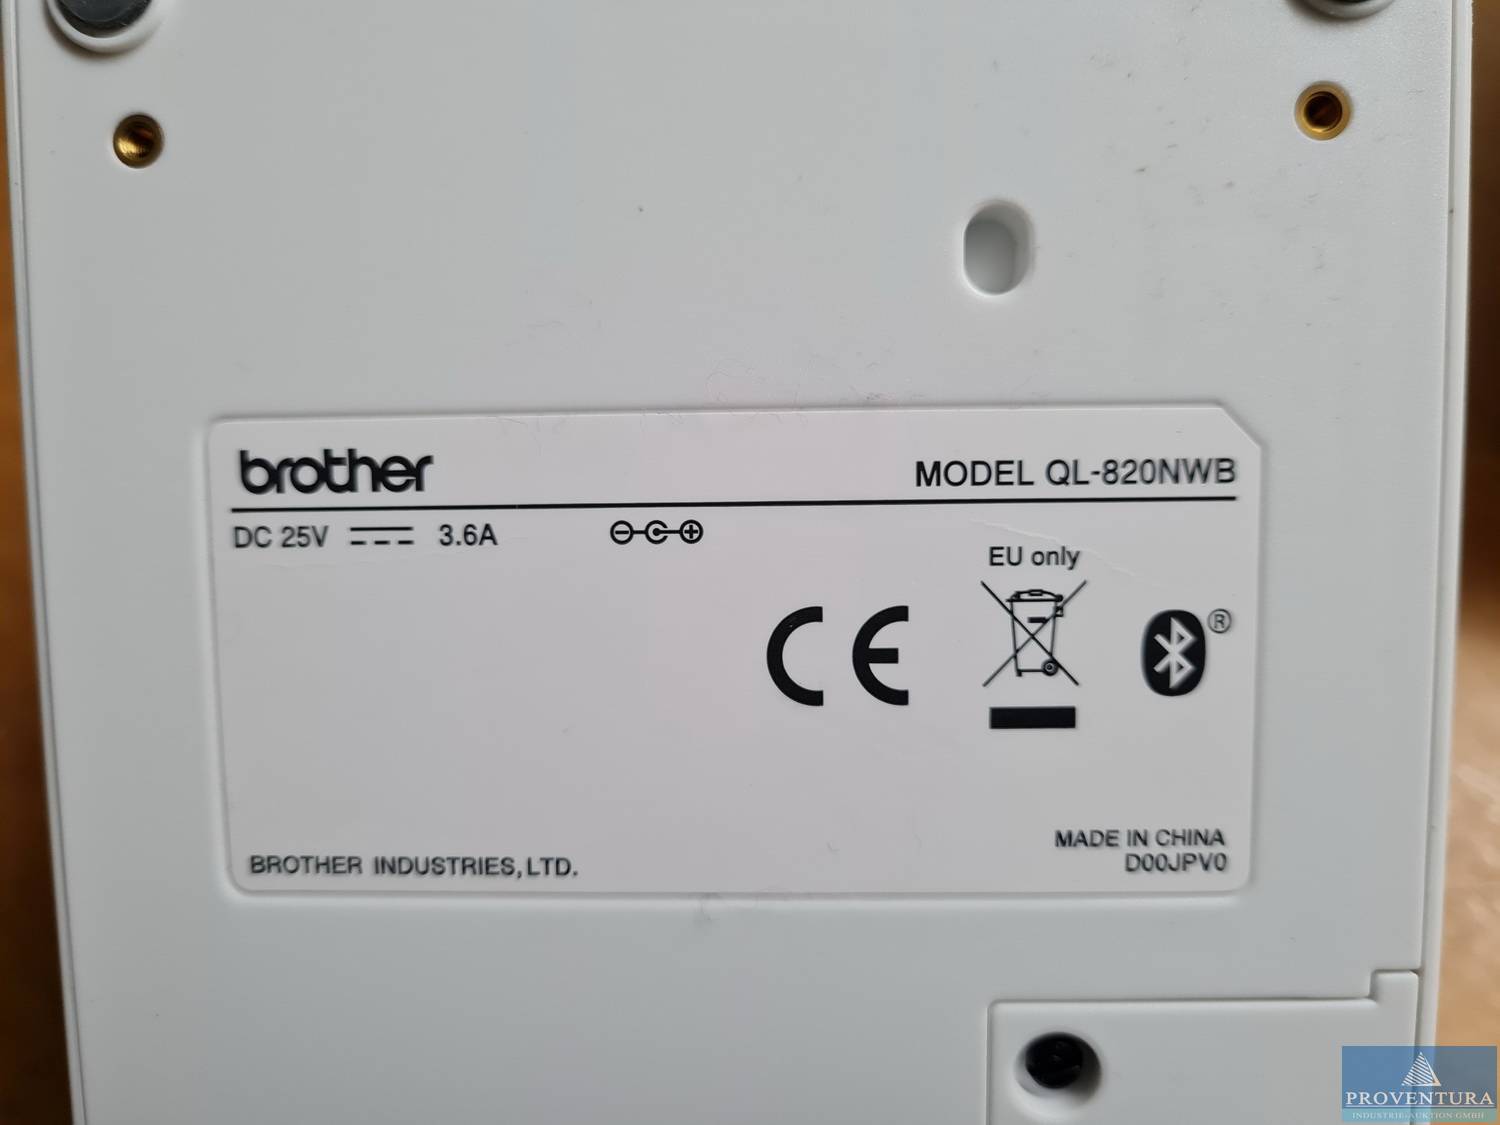 brother
MODEL QL-820NWB
DC 25V 3.6A
EU only
CE
®
MADE IN CHINA
D00JPV0
BROTHER INDUSTRIES, LTD.
PROVENTURA
INDUSTRIE-AUKTION GMBH